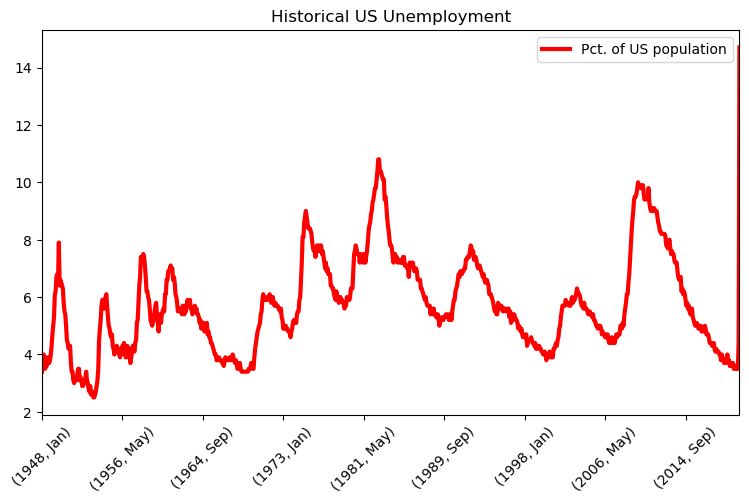 Historical US Unemployment
Pct. of US population
14
12
10
8
6
4
2
(1948, Jan)
(1956, May)
(1964, Sep)
(1973, Jan)
(1981, May)
(1989, Sep)
(1998, Jan)
(2006, May)
(2014, Sep)